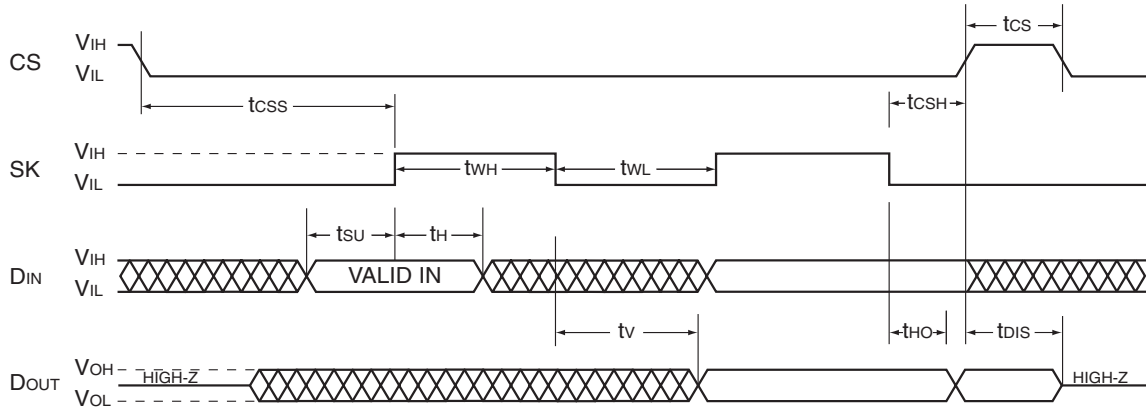 tCS
VIH
CS
VIL
tCSS
tCSH
VIH
SK
tWH
tWL
VIL
tSU
tH
VIH
DIN
VALID IN
VIL
tV
tHO
tDIS
VOH
DOUT
HIGH-Z
HIGH-Z
VOL